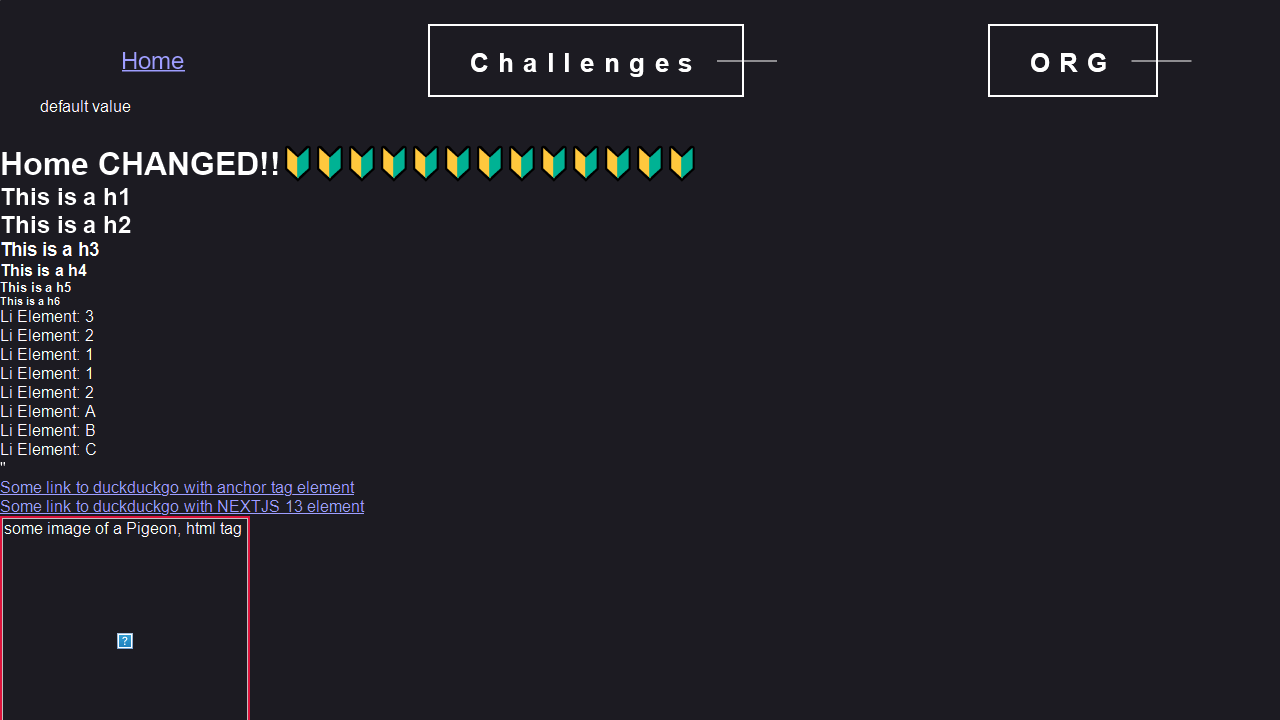 Home
Challenges
ORG
default value
Home CHANGED!!🔰🔰🔰🔰🔰🔰🔰🔰🔰🔰🔰🔰🔰
This is a h1
This is a h2
This is a h3
This is a h4
This is a h5
This is a h6
Li Element: 3
Li Element: 2
Li Element: 1
Li Element: 1
Li Element: 2
Li Element: A
Li Element: B
Li Element: C
"
Some link to duckduckgo with anchor tag element
Some link to duckduckgo with NEXTJS 13 element
some image of a Pigeon, html tag
?